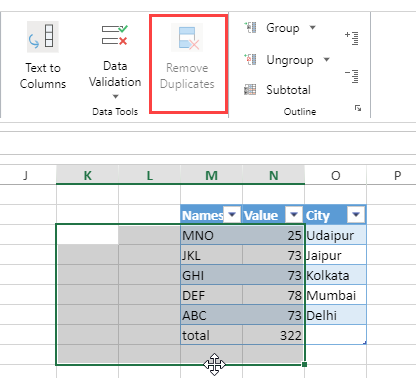 Text to
Columns
Data
Validation
Remove
Duplicates
Data Tools
Group
Ungroup
Subtotal
Outline
J K L M N O P
Names Value City
MNO 25 Udaipur
JKL 73 Jaipur
GHI 73 Kolkata
DEF 78 Mumbai
ABC 73 Delhi
total 322